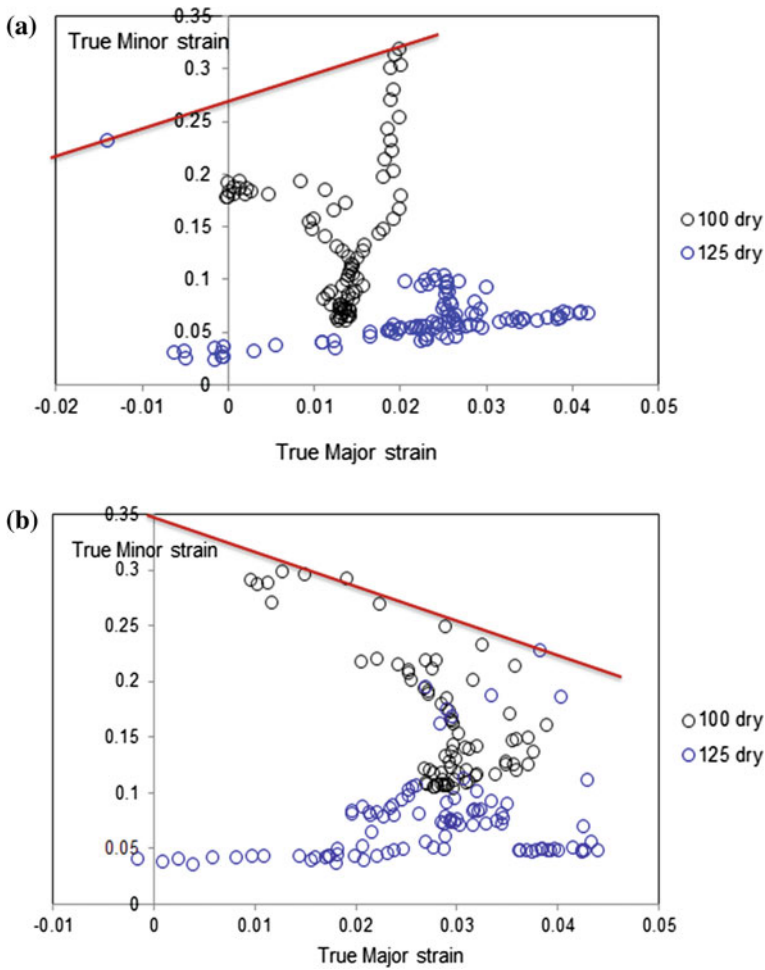 (a)
0.35
True Minor strain
0.3
0.25
0.2
0.15
0.1
0.05
0
-0.02 -0.01 0 0.01 0.02 0.03 0.04 0.05
True Major strain
100 dry
125 dry
(b)
0.35
True Minor strain
0.3
0.25
0.2
0.15
0.1
0.05
0
-0.01 0 0.01 0.02 0.03 0.04 0.05
True Major strain
100 dry
125 dry